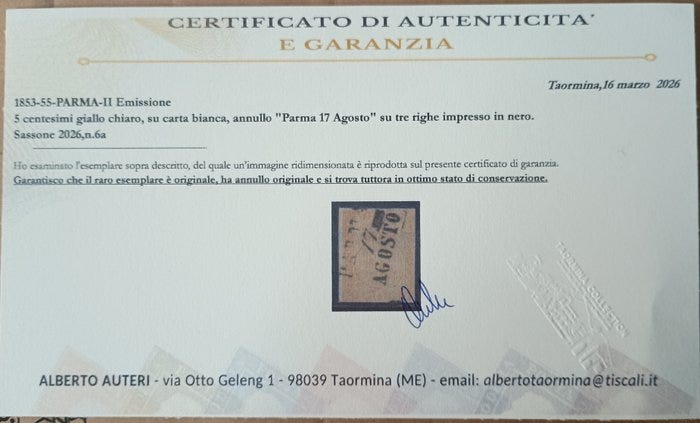 CERTIFICATO DI AUTENTICITA'
E GARANZIA
Taormina,16 marzo 2026
1853-55-PARMA-II Emissione
5 centesimi giallo chiaro, su carta bianca, annullo "Parma 17 Agosto" su tre righe impresso in nero.
Sassone 2026,n.6a
Ho esaminato l'esemplare sopra descritto, del quale un'immagine ridimensionata è riprodotta sul presente certificato di garanzia.
Garantisco che il raro esemplare è originale, ha annullo originale e si trova tuttora in ottimo stato di conservazione.
17
AGOSTO
TAORMINA COLLECTION
ALBERTO AUTERI - via Otto Geleng 1 - 98039 Taormina (ME) - email: albertotaormina@tiscali.it